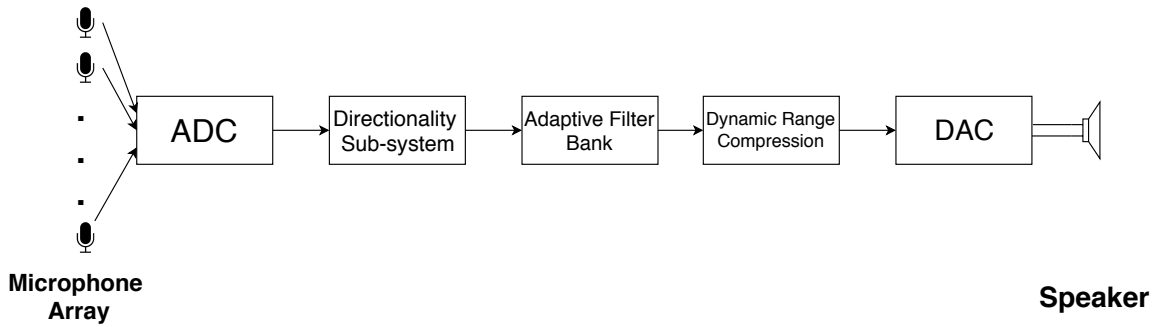 ADC
Directionality
Sub-system
Adaptive Filter
Bank
Dynamic Range
Compression
DAC
Microphone
Array
Speaker